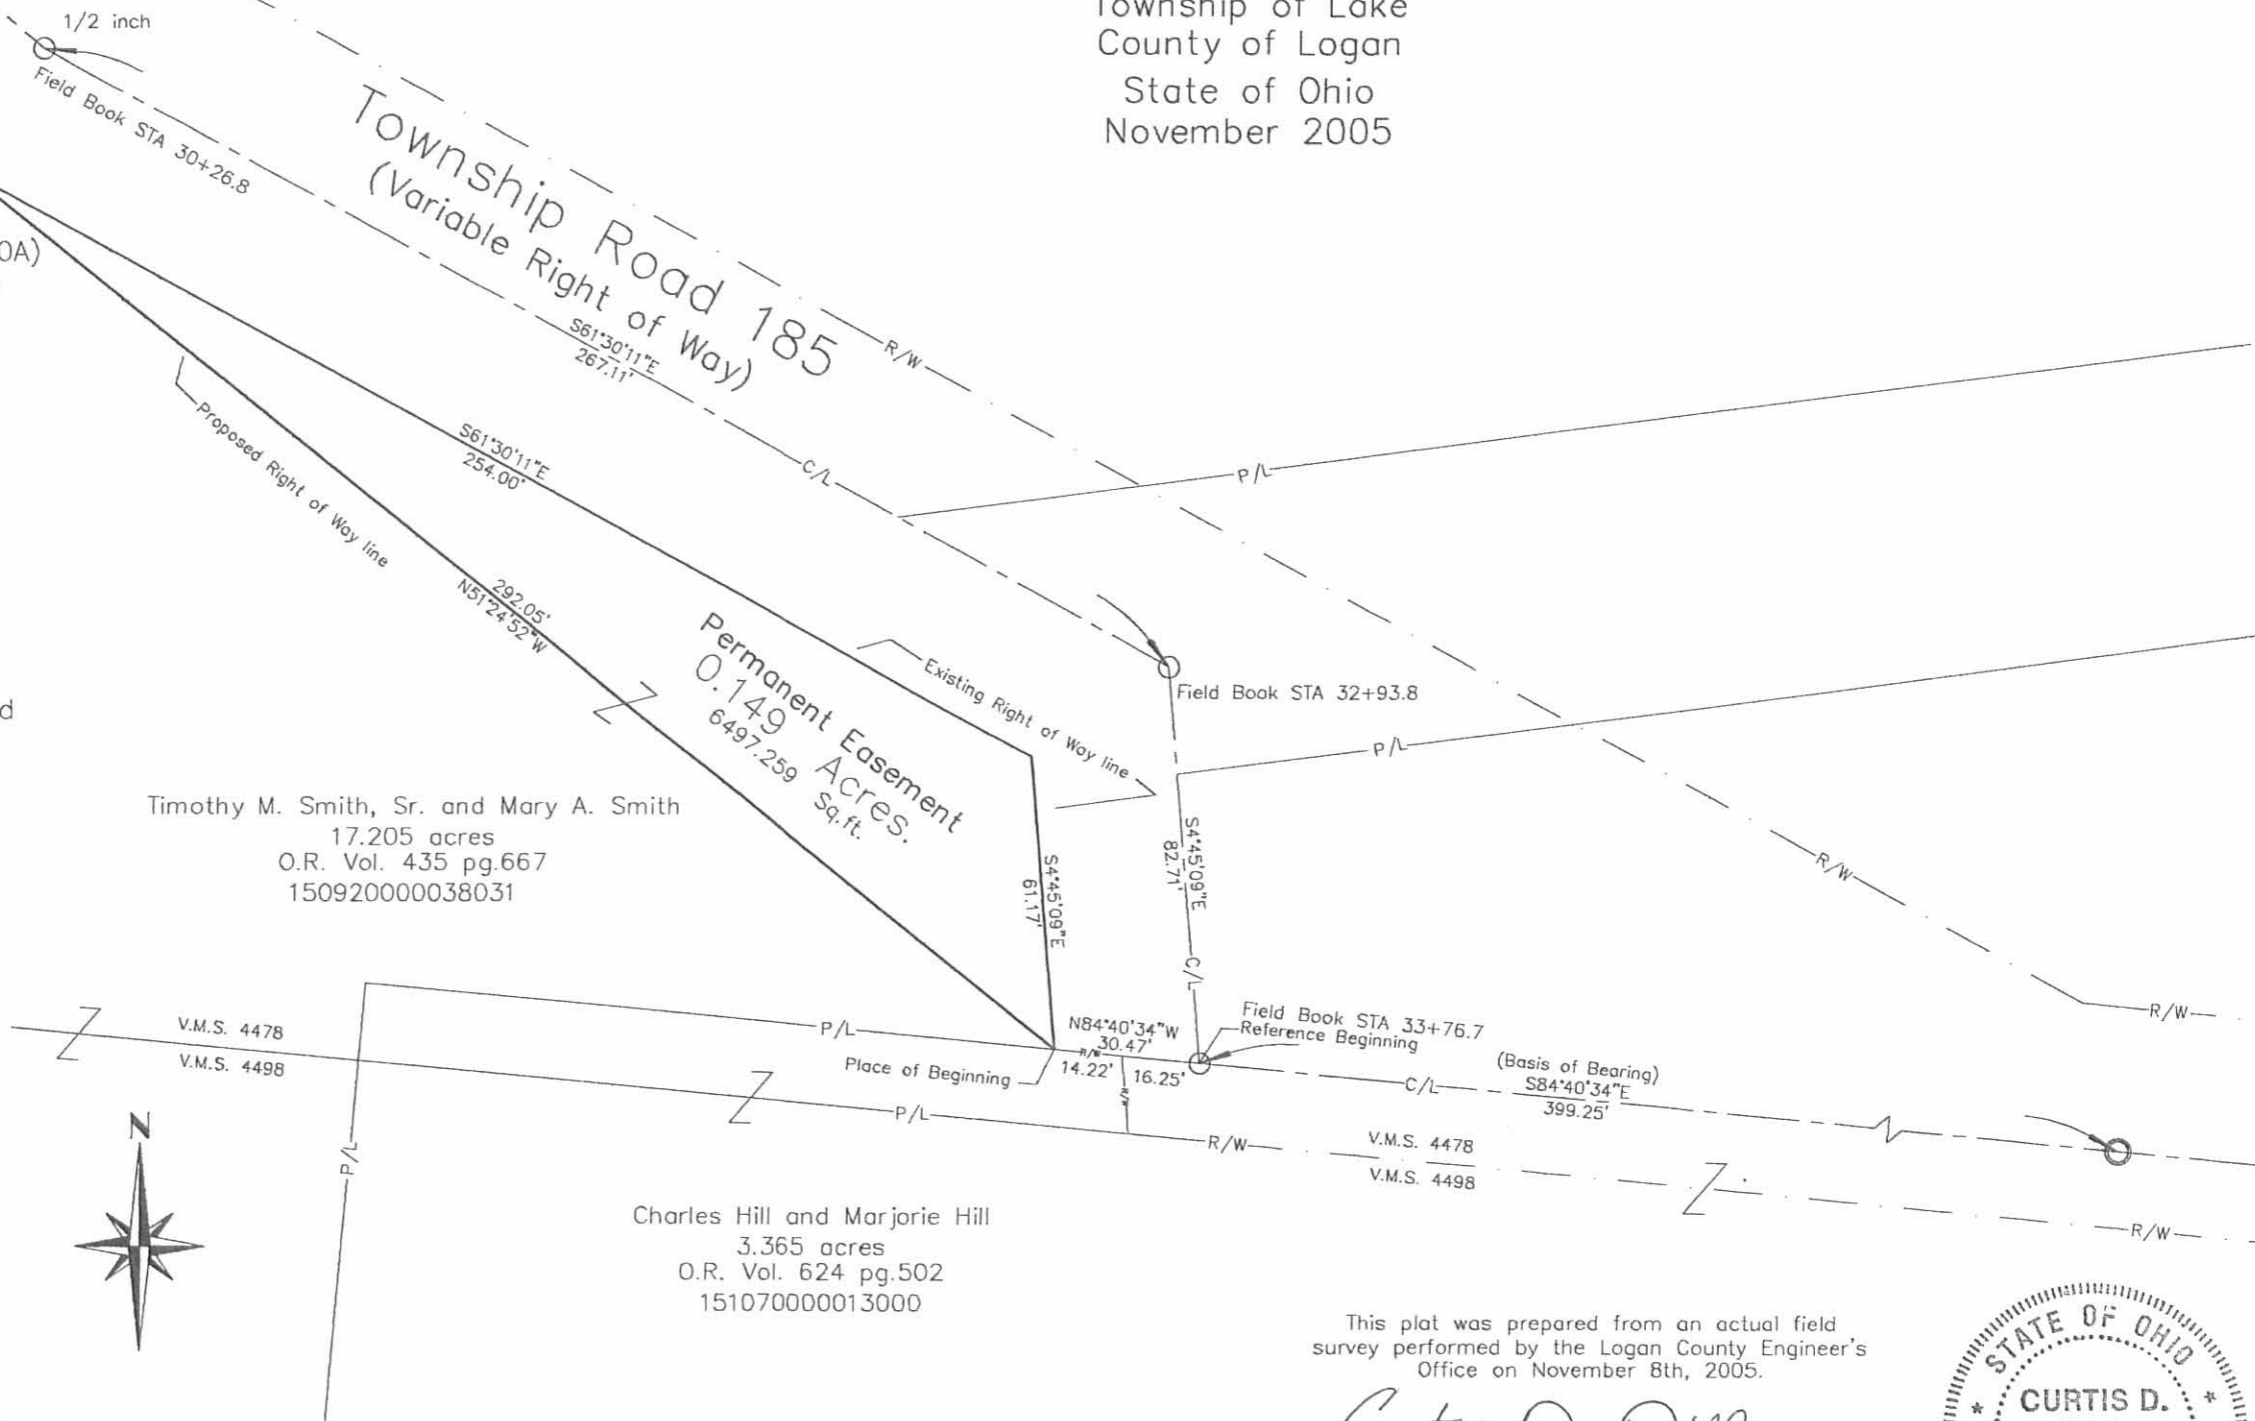 Township of Lake
County of Logan
State of Ohio
November 2005
1/2 inch
Field Book STA 30+26.8
0A)
Township Road 185
(Variable Right of Way)
S61°30'11"E
267.11'
R/W
C/L
P/L
S61°30'11"E
254.00'
Proposed Right of Way line
292.05'
N51°24'52"W
Permanent Easement
0.149 Acres.
6497.259 Sq.ft.
Existing Right of Way line
Field Book STA 32+93.8
P/L
R/W
d
Timothy M. Smith, Sr. and Mary A. Smith
17.205 acres
O.R. Vol. 435 pg.667
150920000038031
S4°45'09"E
61.17'
S4°45'09"E
82.71'
C/L
R/W
V.M.S. 4478
V.M.S. 4498
P/L
N84°40'34"W
30.47'
R/W
14.22'
16.25'
Place of Beginning
Field Book STA 33+76.7
Reference Beginning
(Basis of Bearing)
S84°40'34"E
399.25'
C/L
P/L
R/W
V.M.S. 4478
V.M.S. 4498
R/W
N
P/L
Charles Hill and Marjorie Hill
3.365 acres
O.R. Vol. 624 pg.502
151070000013000
This plat was prepared from an actual field
survey performed by the Logan County Engineer's
Office on November 8th, 2005.
STATE OF OHIO
CURTIS D.